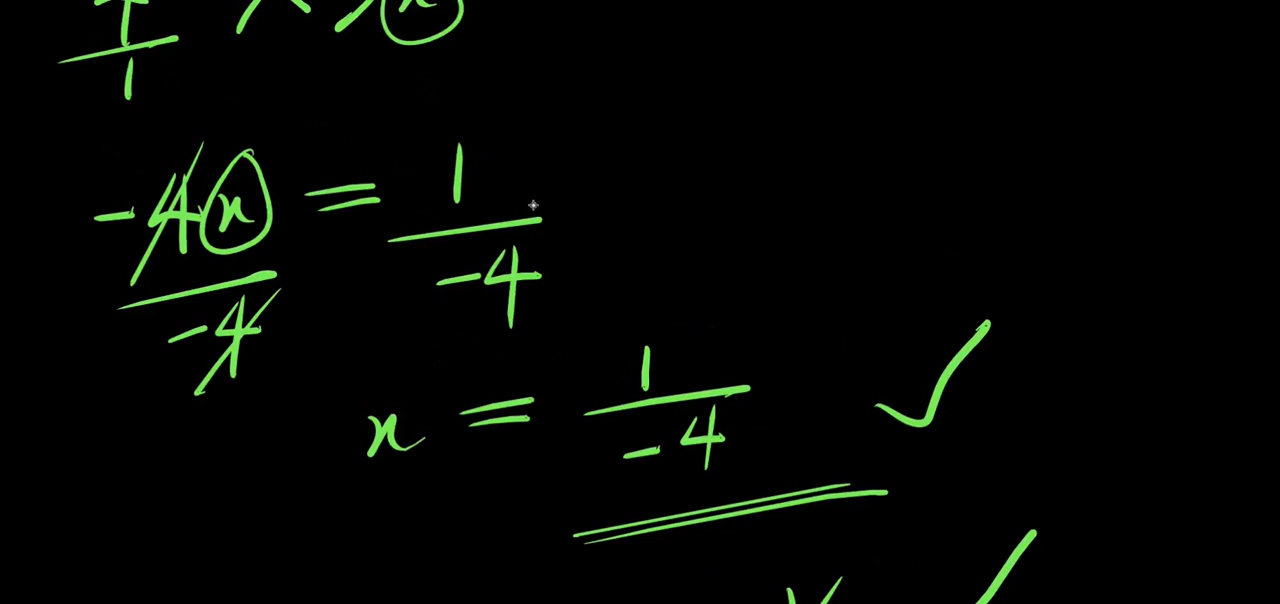 -4x/-4 = 1/-4
x = 1/-4